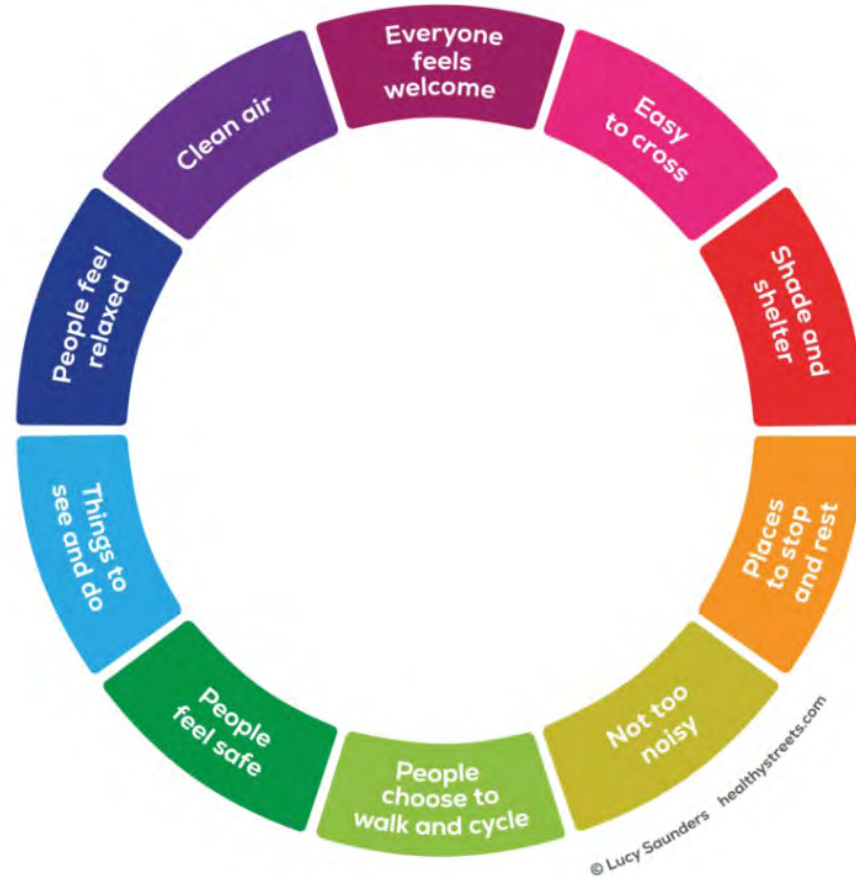 Everyone
feels
welcome
Easy
to cross
Shade and
shelter
Places
to stop
and rest
Not too
noisy
People
choose to
walk and cycle
People
feel safe
Things to
see and do
People feel
relaxed
Clean air
© Lucy Saunders healthystreets.com